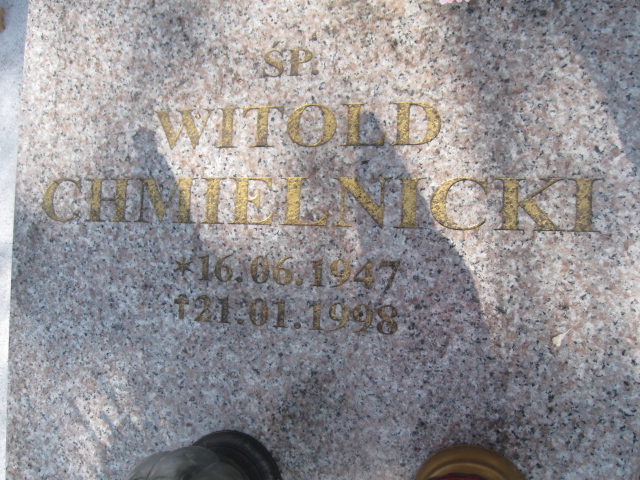 SP.
WITOLD
CHMIELNICKI
*16.06.1947
†21.01.1998